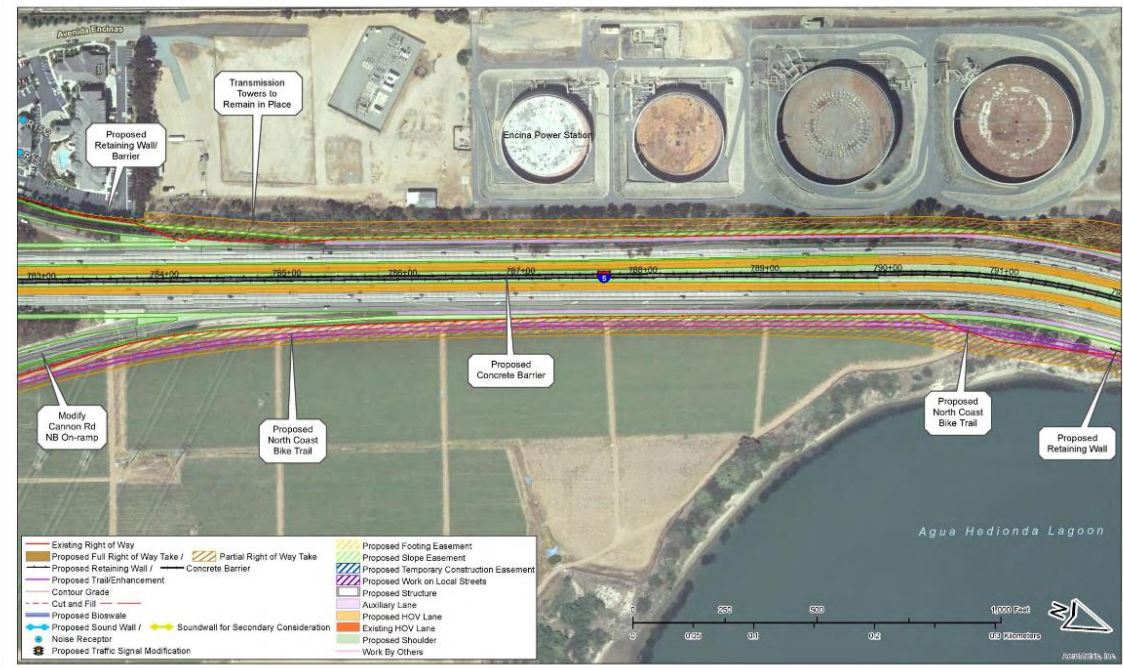 Avenida Encinas
Transmission
Towers to
Remain in Place
Proposed
Retaining Wall/
Barrier
Encina Power Station
783+00
784+00
785+00
786+00
787+00
788+00
789+00
790+00
791+00
79
5
Modify
Cannon Rd
NB On-ramp
Proposed
North Coast
Bike Trail
Proposed
Concrete Barrier
Proposed
North Coast
Bike Trail
Proposed
Retaining Wall
Agua Hedionda Lagoon
Existing Right of Way
Proposed Full Right of Way Take / Partial Right of Way Take
Proposed Retaining Wall / Concrete Barrier
Proposed Trail/Enhancement
Contour Grade
Cut and Fill
Proposed Bioswale
Proposed Sound Wall / Soundwall for Secondary Consideration
Noise Receptor
Proposed Traffic Signal Modification
Proposed Footing Easement
Proposed Slope Easement
Proposed Temporary Construction Easement
Proposed Work on Local Streets
Proposed Structure
Auxiliary Lane
Proposed HOV Lane
Existing HOV Lane
Proposed Shoulder
Work By Others
0 250 500 1,000 Feet
0 0.05 0.1 0.2 0.3 Kilometers
N
AeroMetric, Inc.